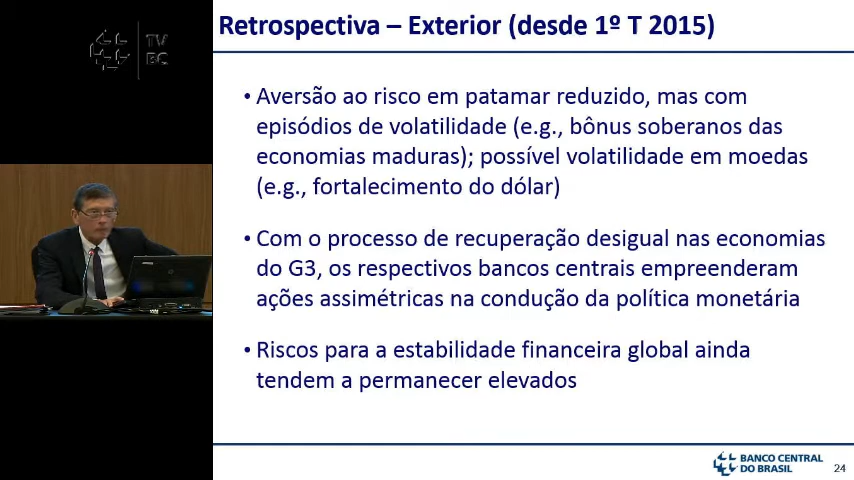 TV
BC
Retrospectiva – Exterior (desde 1º T 2015)
• Aversão ao risco em patamar reduzido, mas com
episódios de volatilidade (e.g., bônus soberanos das
economias maduras); possível volatilidade em moedas
(e.g., fortalecimento do dólar)
• Com o processo de recuperação desigual nas economias
do G3, os respectivos bancos centrais empreenderam
ações assimétricas na condução da política monetária
• Riscos para a estabilidade financeira global ainda
tendem a permanecer elevados
BANCO CENTRAL
DO BRASIL
24